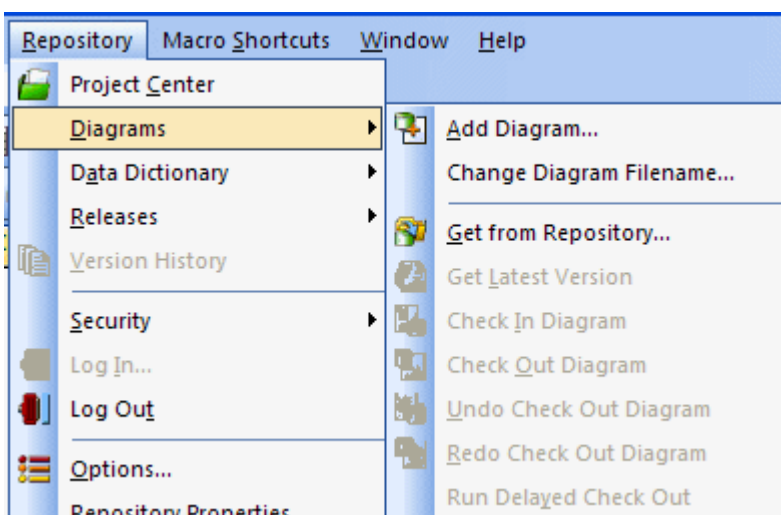 Repository Macro Shortcuts Window Help
Project Center
Diagrams
Data Dictionary
Releases
Version History
Security
Log In...
Log Out
Options...
Repository Properties
Add Diagram...
Change Diagram Filename...
Get from Repository...
Get Latest Version
Check In Diagram
Check Out Diagram
Undo Check Out Diagram
Redo Check Out Diagram
Run Delayed Check Out